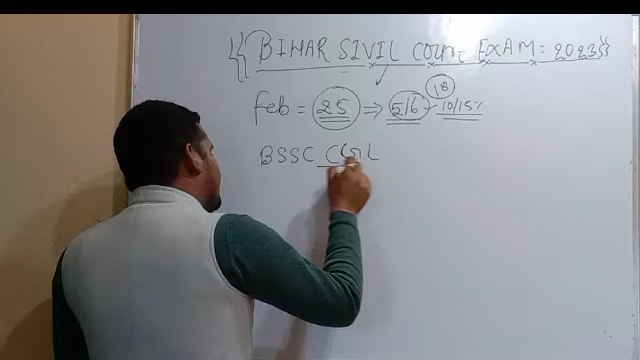 {{ BIHAR SIVIL COURT EXAM = 2023 }}
Feb = 25 ⇒ 5/6 - 10/15% 18
BSSC CGL